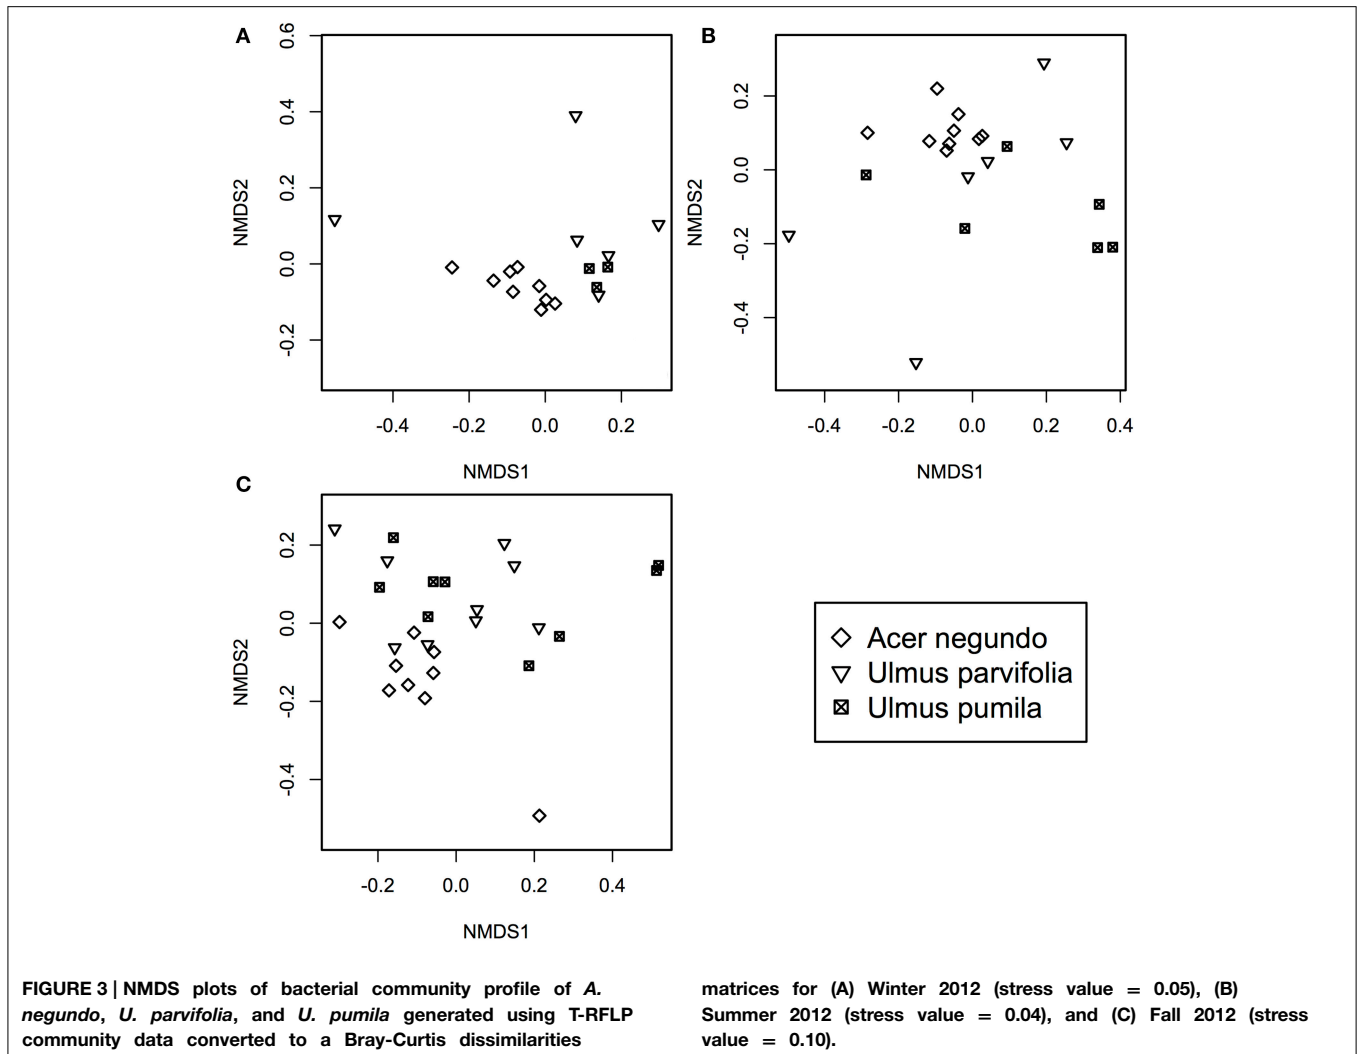 A
0.6
0.4
0.2
0.0
-0.2
NMDS2
-0.4
-0.2
0.0
0.2
NMDS1
B
0.2
0.0
-0.2
-0.4
NMDS2
-0.4
-0.2
0.0
0.2
0.4
NMDS1
C
0.2
0.0
-0.2
-0.4
NMDS2
-0.2
0.0
0.2
0.4
NMDS1
Acer negundo
Ulmus parvifolia
Ulmus pumila
FIGURE 3 | NMDS plots of bacterial community profile of A.
negundo, U. parvifolia, and U. pumila generated using T-RFLP
community data converted to a Bray-Curtis dissimilarities
matrices for (A) Winter 2012 (stress value = 0.05), (B)
Summer 2012 (stress value = 0.04), and (C) Fall 2012 (stress
value = 0.10).